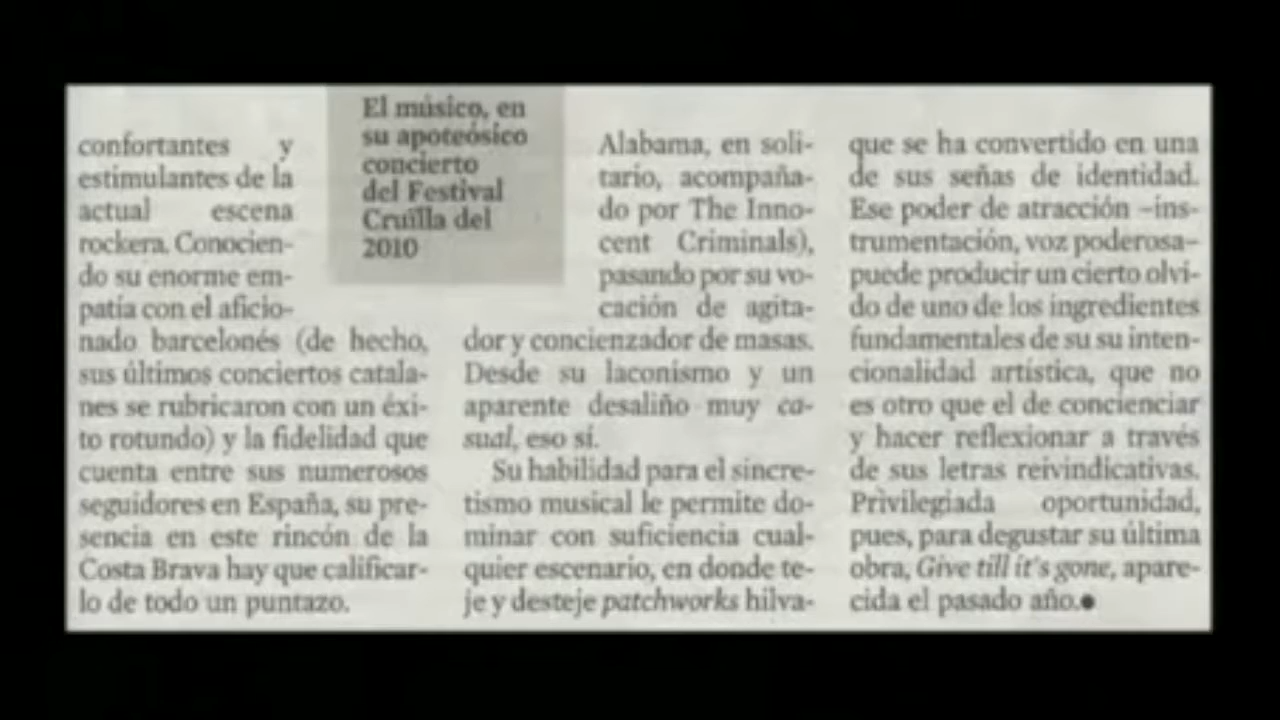 El músico, en
su apoteósico
concierto
del Festival
Cruïlla del
2010
confortantes y
estimulantes de la
actual escena
rockera. Conocien-
do su enorme em-
patía con el aficio-
nado barcelonés (de hecho,
sus últimos conciertos catala-
nes se rubricaron con un éxi-
to rotundo) y la fidelidad que
cuenta entre sus numerosos
seguidores en España, su pre-
sencia en este rincón de la
Costa Brava hay que calificar-
lo de todo un puntazo.
Alabama, en soli-
tario, acompaña-
do por The Inno-
cent Criminals),
pasando por su vo-
cación de agita-
dor y concienzador de masas.
Desde su laconismo y un
aparente desaliño muy ca-
sual, eso sí.
Su habilidad para el sincre-
tismo musical le permite do-
minar con suficiencia cual-
quier escenario, en donde te-
je y desteje patchworks hilva-
que se ha convertido en una
de sus señas de identidad.
Ese poder de atracción –ins-
trumentación, voz poderosa–
puede producir un cierto olvi-
do de uno de los ingredientes
fundamentales de su su inten-
cionalidad artística, que no
es otro que el de concienciar
y hacer reflexionar a través
de sus letras reivindicativas.
Privilegiada oportunidad,
pues, para degustar su última
obra, Give till it's gone, apare-
cida el pasado año.●